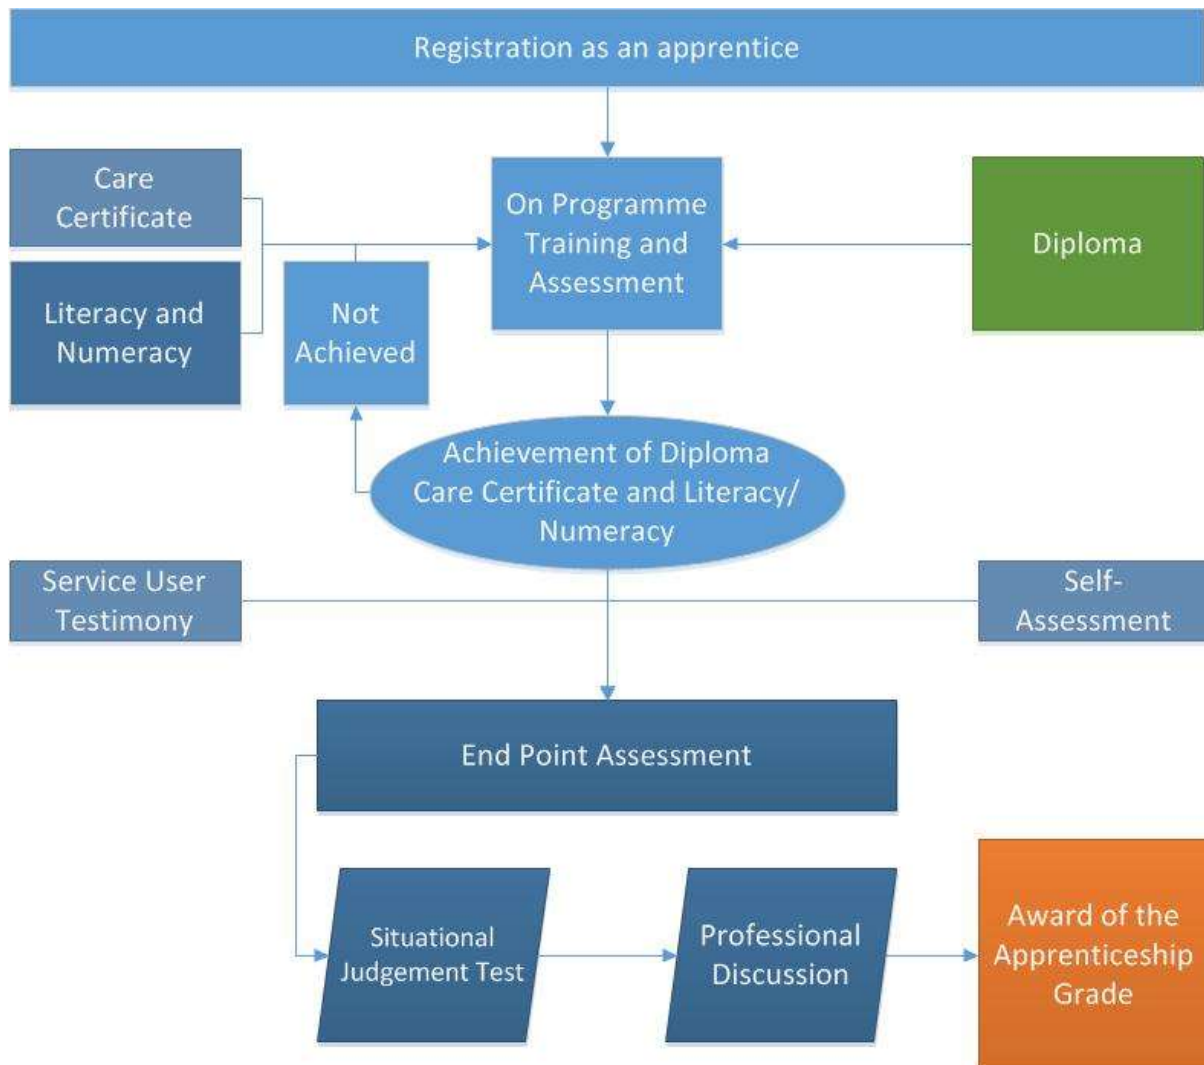 Registration as an apprentice
Care
Certificate
On Programme
Training and
Assessment
Diploma
Literacy and
Numeracy
Not
Achieved
Achievement of Diploma
Care Certificate and Literacy/
Numeracy
Service User
Testimony
Self-
Assessment
End Point Assessment
Situational
Judgement Test
Professional
Discussion
Award of the
Apprenticeship
Grade